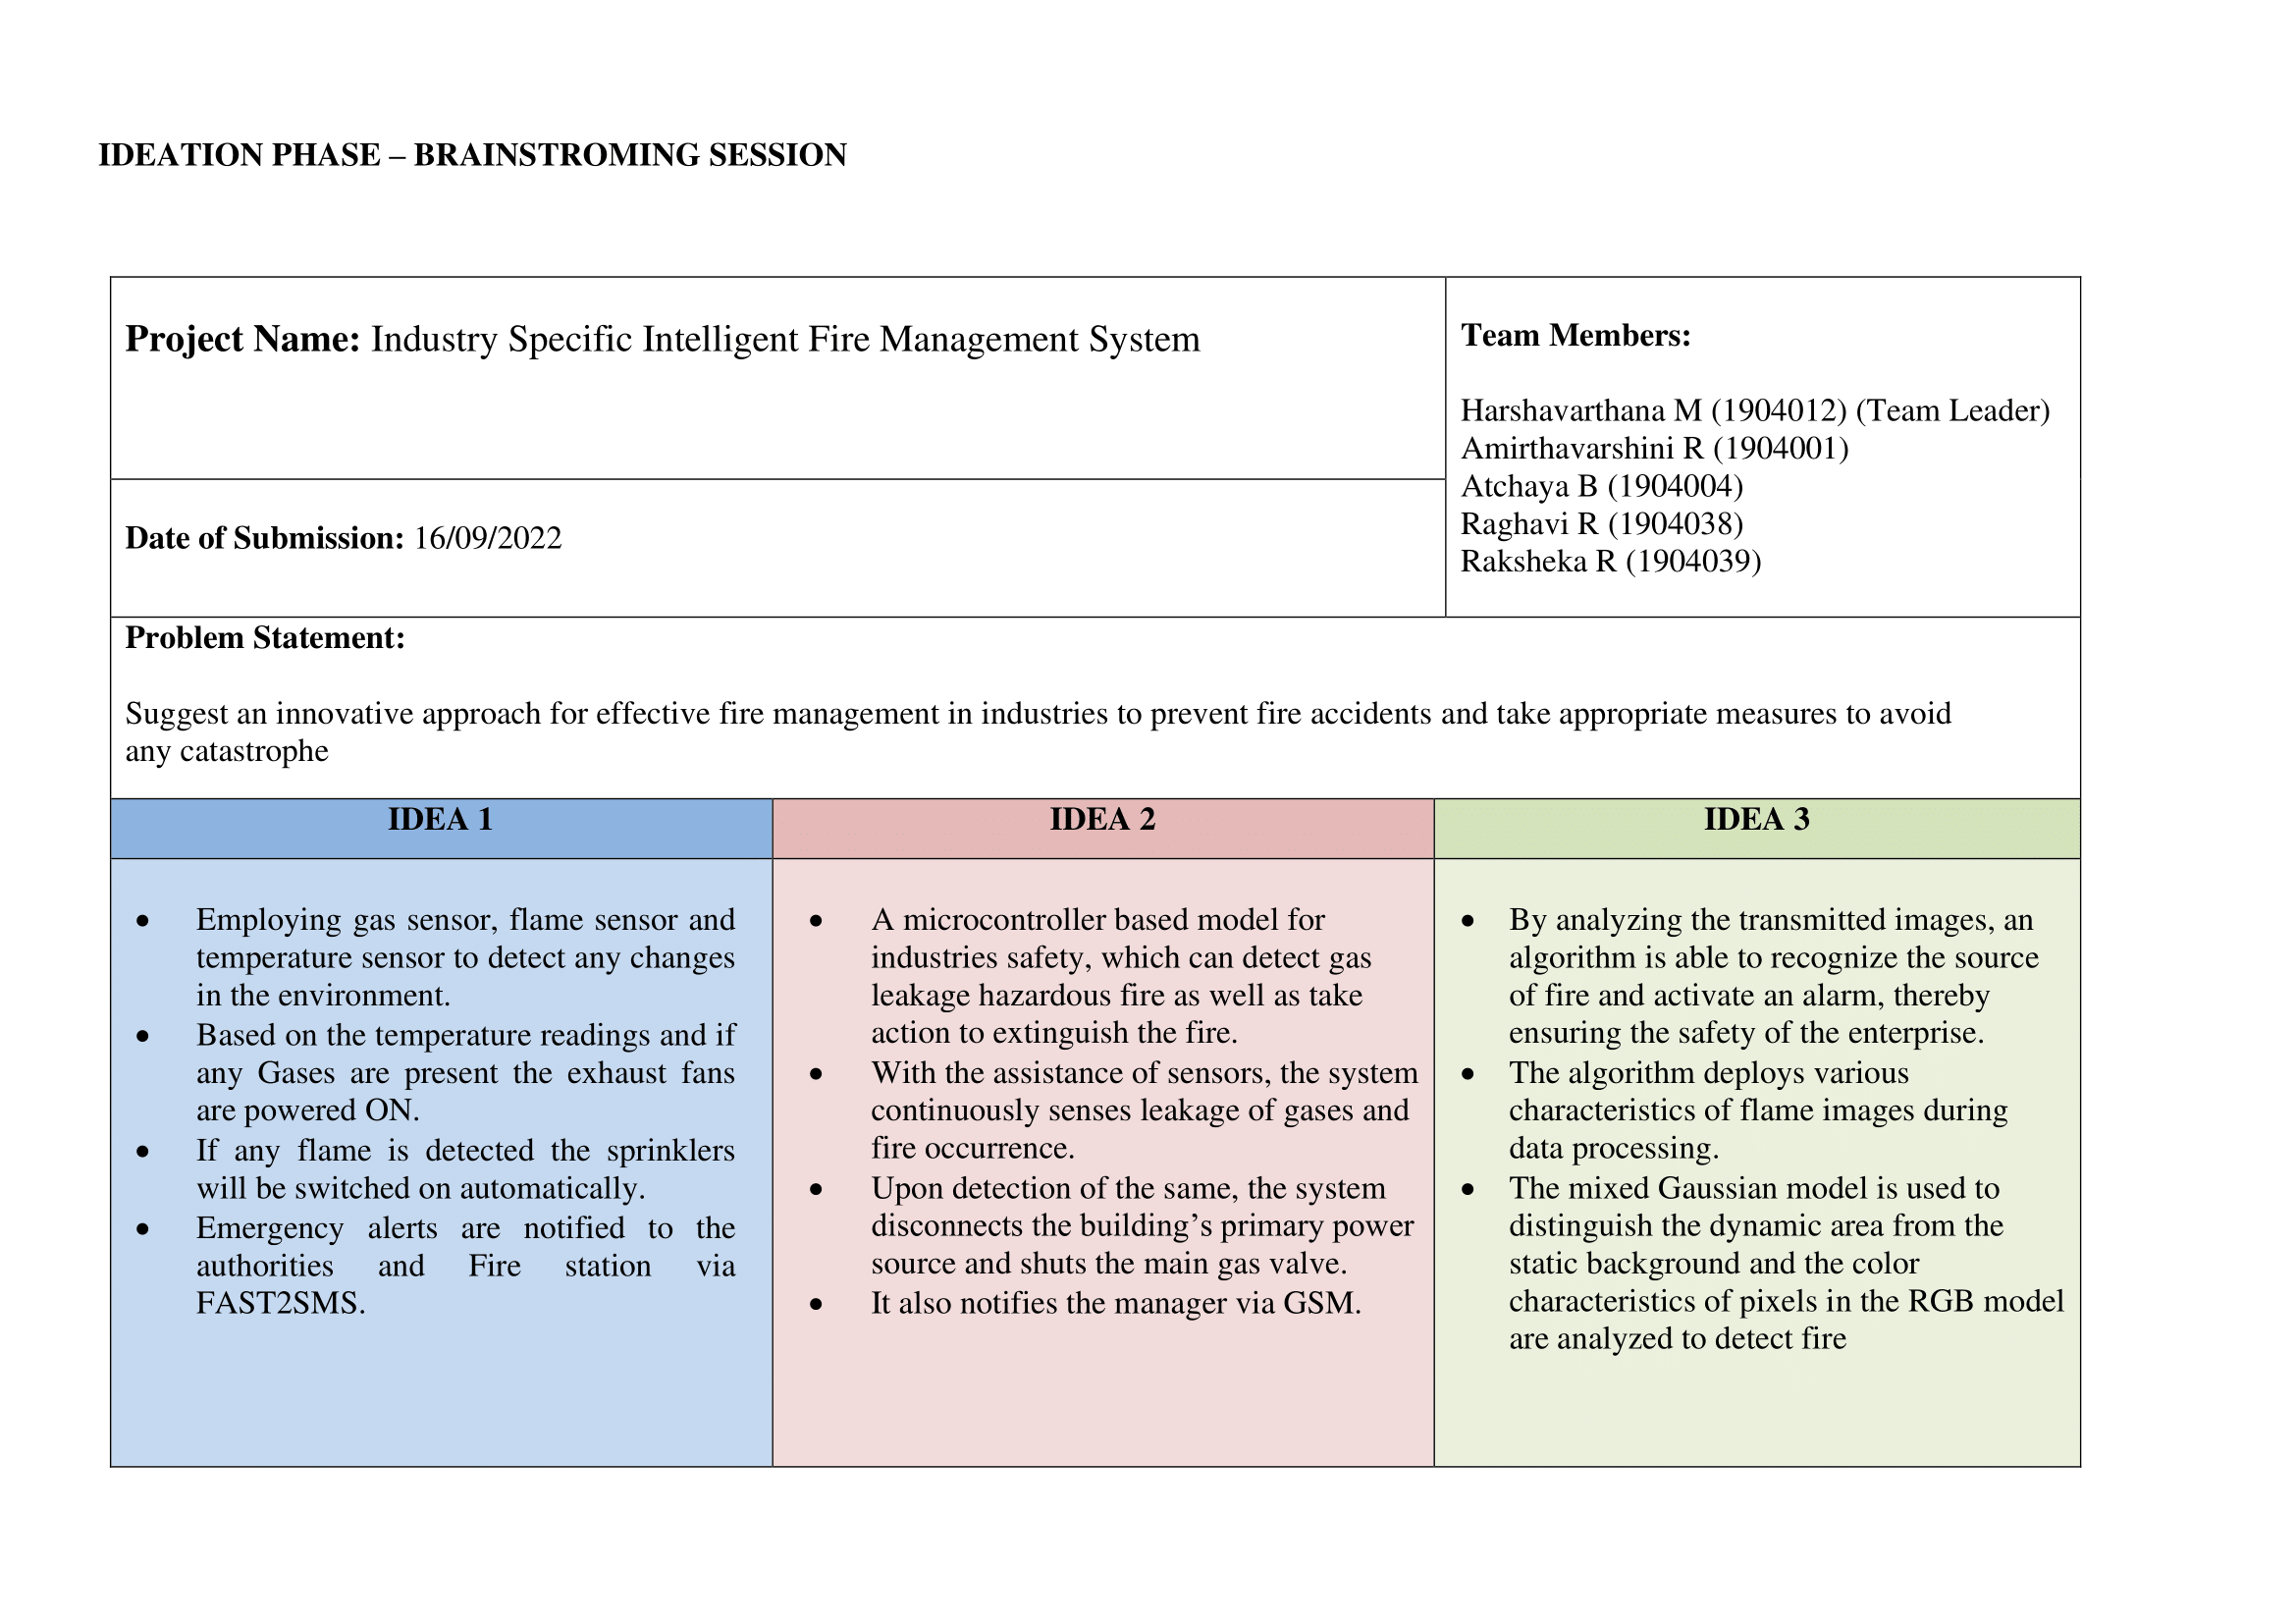 IDEATION PHASE – BRAINSTROMING SESSION
Project Name: Industry Specific Intelligent Fire Management System
Team Members:
Harshavarthana M (1904012) (Team Leader)
Amirthavarshini R (1904001)
Atchaya B (1904004)
Raghavi R (1904038)
Raksheka R (1904039)
Date of Submission: 16/09/2022
Problem Statement:
Suggest an innovative approach for effective fire management in industries to prevent fire accidents and take appropriate measures to avoid
any catastrophe
IDEA 1
• Employing gas sensor, flame sensor and
temperature sensor to detect any changes
in the environment.
• Based on the temperature readings and if
any Gases are present the exhaust fans
are powered ON.
• If any flame is detected the sprinklers
will be switched on automatically.
• Emergency alerts are notified to the
authorities and Fire station via
FAST2SMS.
IDEA 2
• A microcontroller based model for
industries safety, which can detect gas
leakage hazardous fire as well as take
action to extinguish the fire.
• With the assistance of sensors, the system
continuously senses leakage of gases and
fire occurrence.
• Upon detection of the same, the system
disconnects the building’s primary power
source and shuts the main gas valve.
• It also notifies the manager via GSM.
IDEA 3
• By analyzing the transmitted images, an
algorithm is able to recognize the source
of fire and activate an alarm, thereby
ensuring the safety of the enterprise.
• The algorithm deploys various
characteristics of flame images during
data processing.
• The mixed Gaussian model is used to
distinguish the dynamic area from the
static background and the color
characteristics of pixels in the RGB model
are analyzed to detect fire